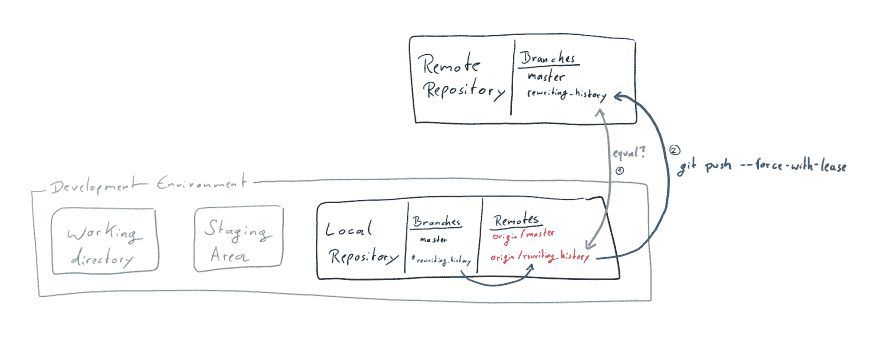 Remote
Repository
Branches
master
rewriting_history
equal?
①
②
git push --force-with-lease
Development Environment
Working
directory
Staging
Area
Local
Repository
Branches
master
*rewriting_history
Remotes
origin/master
origin/rewriting_history